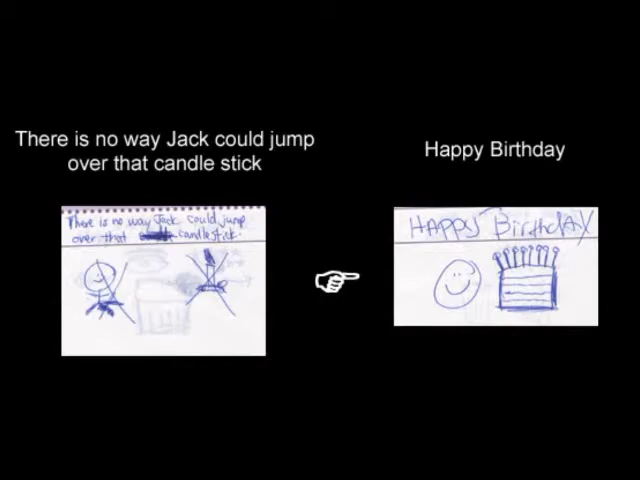 There is no way Jack could jump
over that candle stick
Happy Birthday
There is no way Jack could jump
over that candlestick.
HAPPY BirthdAY